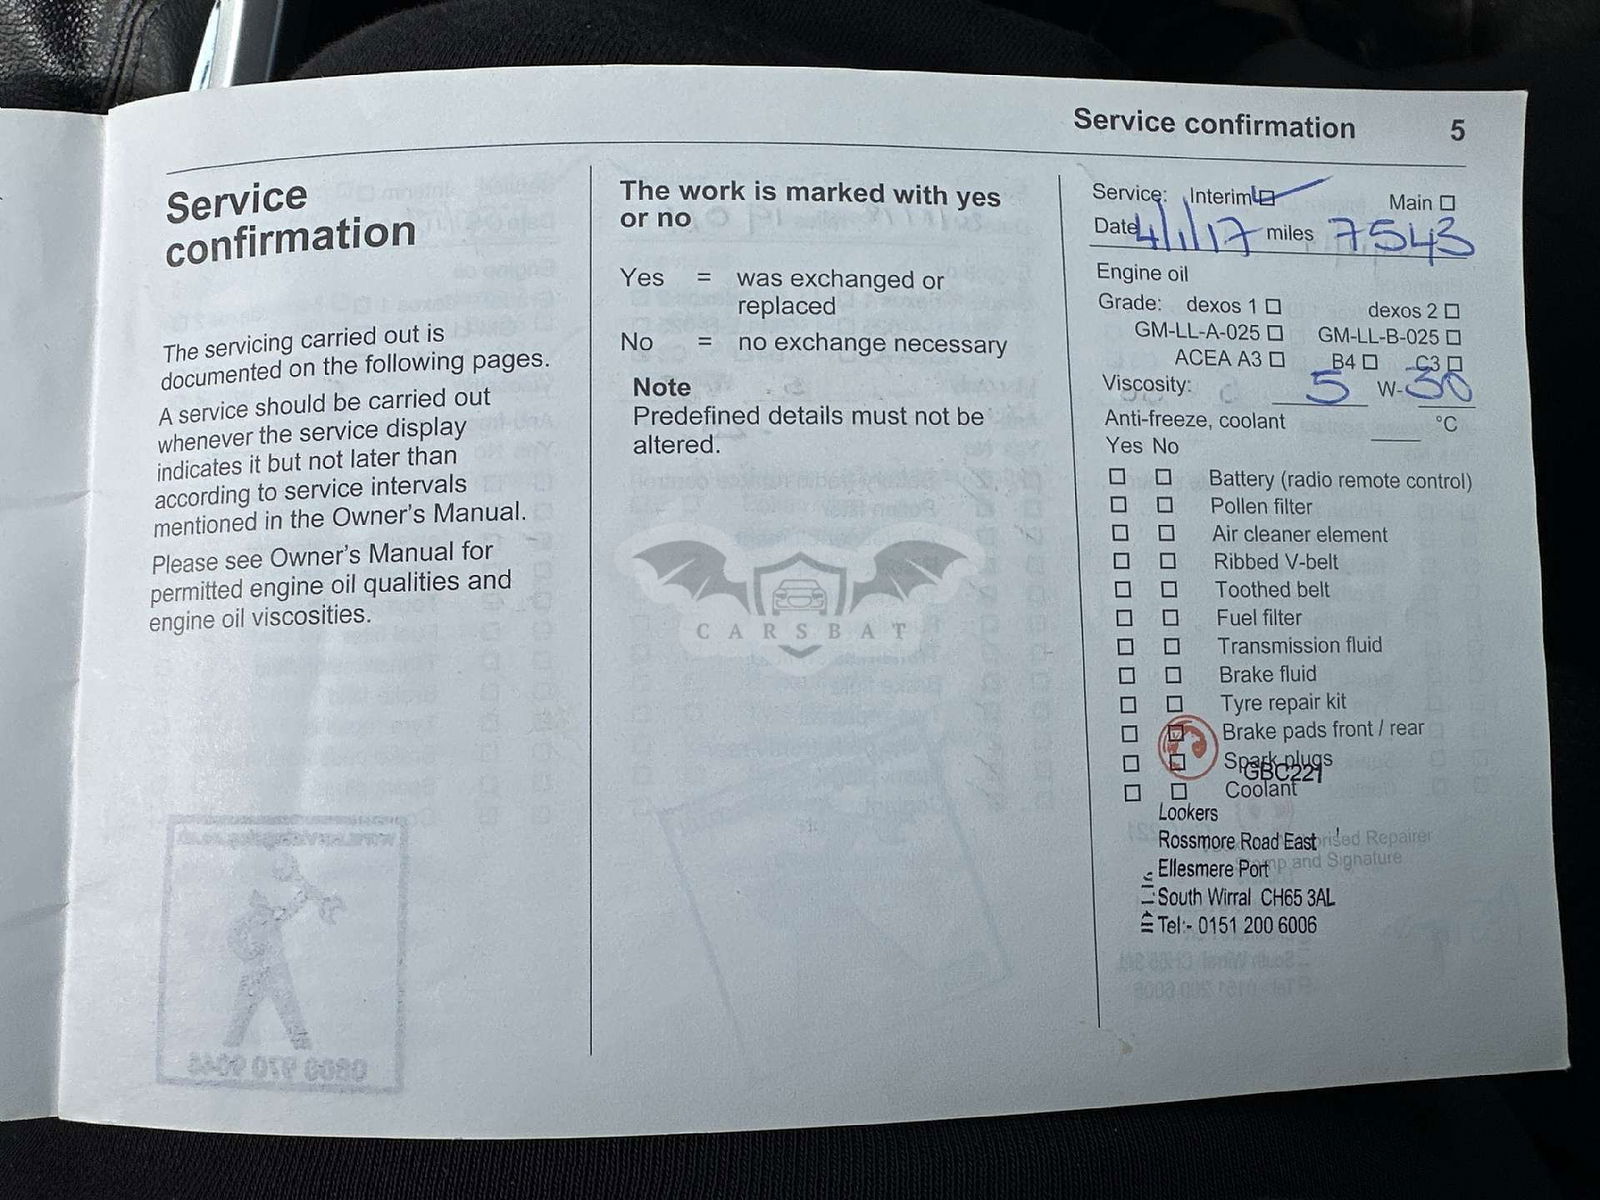 Service confirmation 5
Service
confirmation
The servicing carried out is
documented on the following pages.
A service should be carried out
whenever the service display
indicates it but not later than
according to service intervals
mentioned in the Owner's Manual.
Please see Owner's Manual for
permitted engine oil qualities and
engine oil viscosities.
The work is marked with yes
or no
Yes = was exchanged or
replaced
No = no exchange necessary
Note
Predefined details must not be
altered.
CARSBAT
Service: Interim Main
Date 4/1/17 miles 7543
Engine oil
Grade: dexos 1 dexos 2
GM-LL-A-025 GM-LL-B-025
ACEA A3 B4 C3
Viscosity: 5 W-30
Anti-freeze, coolant °C
Yes No
Battery (radio remote control)
Pollen filter
Air cleaner element
Ribbed V-belt
Toothed belt
Fuel filter
Transmission fluid
Brake fluid
Tyre repair kit
Brake pads front / rear
Spark plugs
GBC221
Coolant
Lookers
Rossmore Road East
Repairer
Ellesmere Port
and Signature
South Wirral CH65 3AL
Tel:- 0151 200 6006